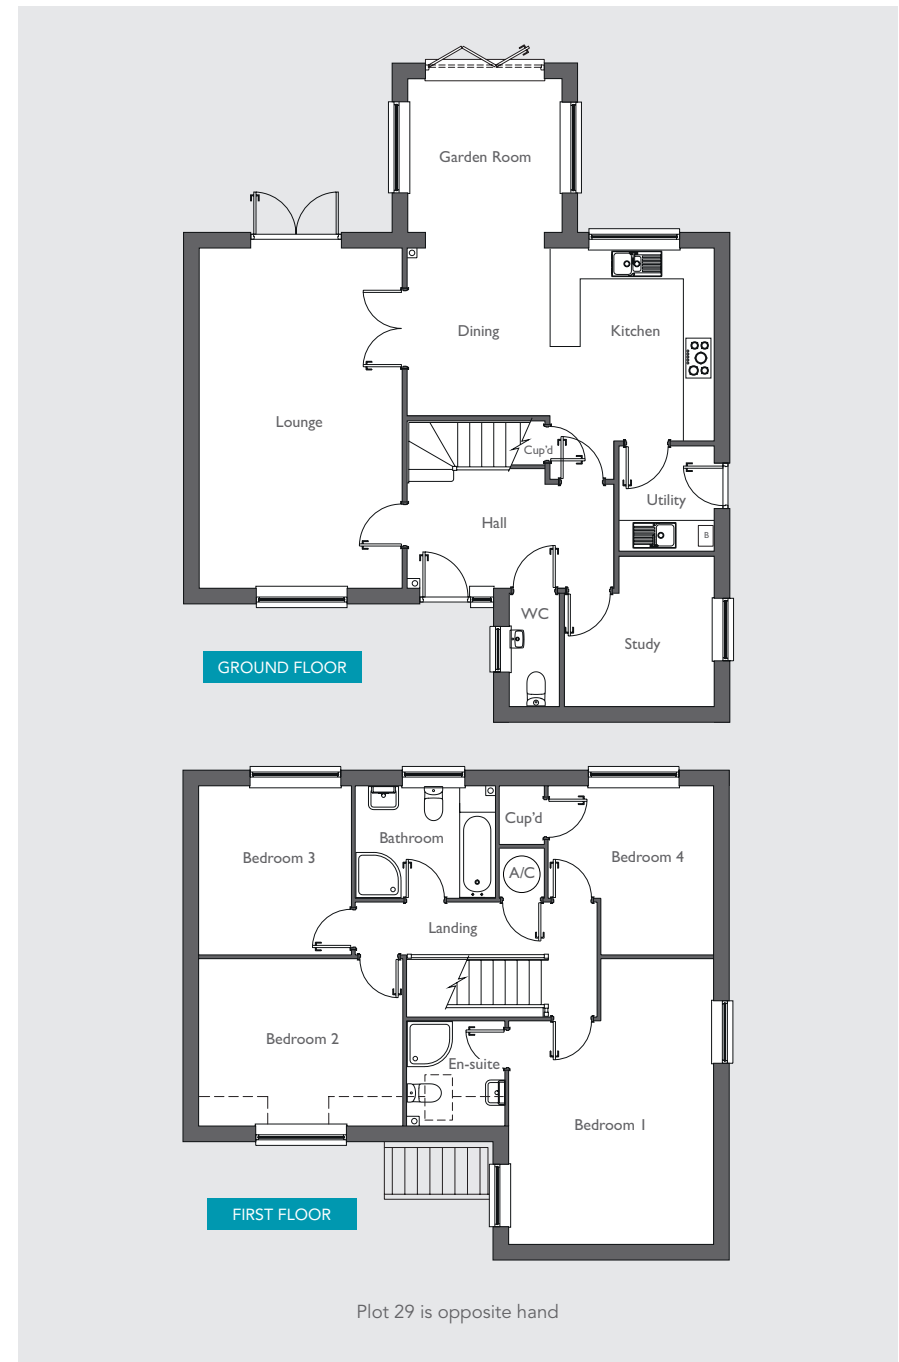 Garden Room
Dining
Kitchen
Lounge
Cup'd
Utility
Hall
B
WC
Study
GROUND FLOOR
Cup'd
Bathroom
Bedroom 3
Bedroom 4
A/C
Landing
Bedroom 2
En-suite
Bedroom 1
FIRST FLOOR
Plot 29 is opposite hand